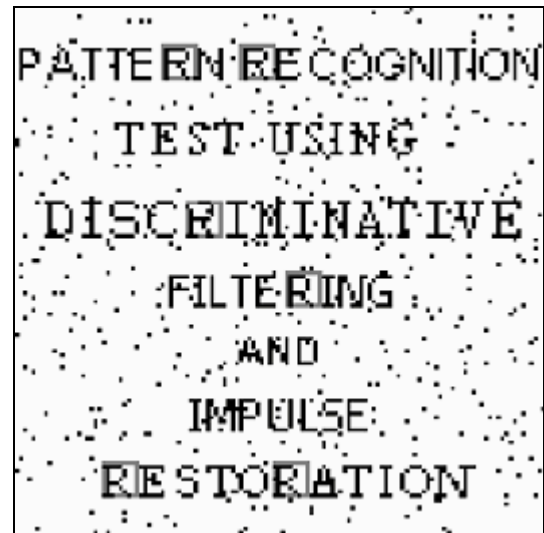 PATTERN RECOGNITION
TEST USING
DISCRIMINATIVE
FILTERING
AND
IMPULSE
RESTORATION